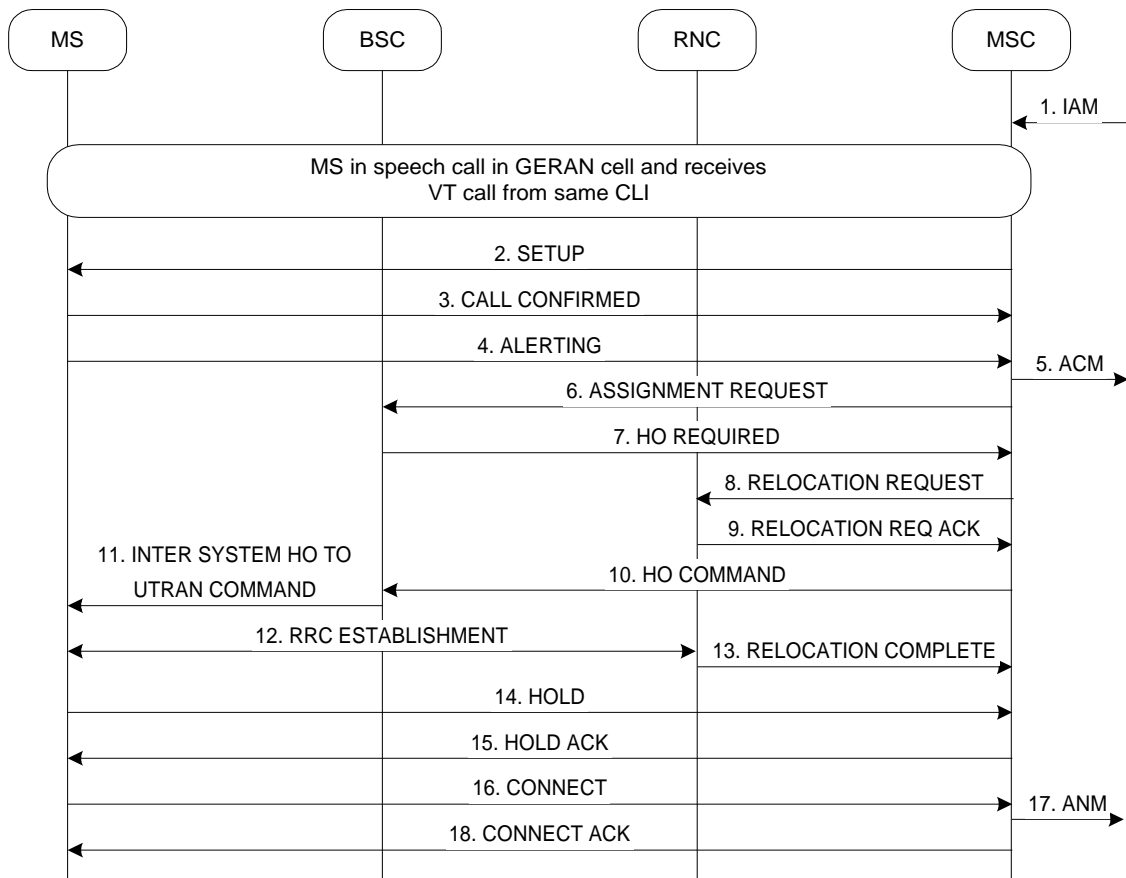 MS
BSC
RNC
MSC
1. IAM
MS in speech call in GERAN cell and receives
VT call from same CLI
2. SETUP
3. CALL CONFIRMED
4. ALERTING
5. ACM
6. ASSIGNMENT REQUEST
7. HO REQUIRED
8. RELOCATION REQUEST
9. RELOCATION REQ ACK
10. HO COMMAND
11. INTER SYSTEM HO TO
UTRAN COMMAND
12. RRC ESTABLISHMENT
13. RELOCATION COMPLETE
14. HOLD
15. HOLD ACK
16. CONNECT
17. ANM
18. CONNECT ACK